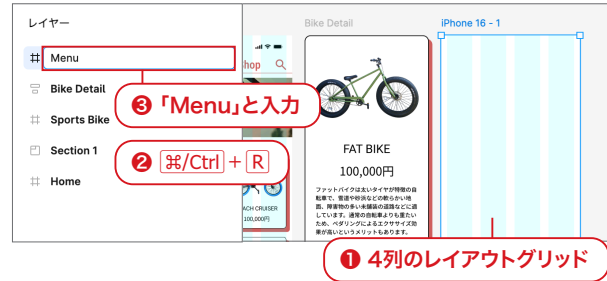 レイヤー
Menu
Bike Detail
Sports Bike
Section 1
Home
❸「Menu」と入力
❷ ⌘/Ctrl + R
hop
ACH CRUISER
100,000円
Bike Detail
FAT BIKE
100,000円
ファットバイクは太いタイヤが特徴の自
転車で、雪道や砂浜などの軟らかい地
面、障害物の多い未舗装の道路などに適
しています。通常の自転車よりも重たい
ため、ペダリングによるエクササイズ効
果が高いというメリットもあります。
iPhone 16 - 1
❶ 4列のレイアウトグリッド